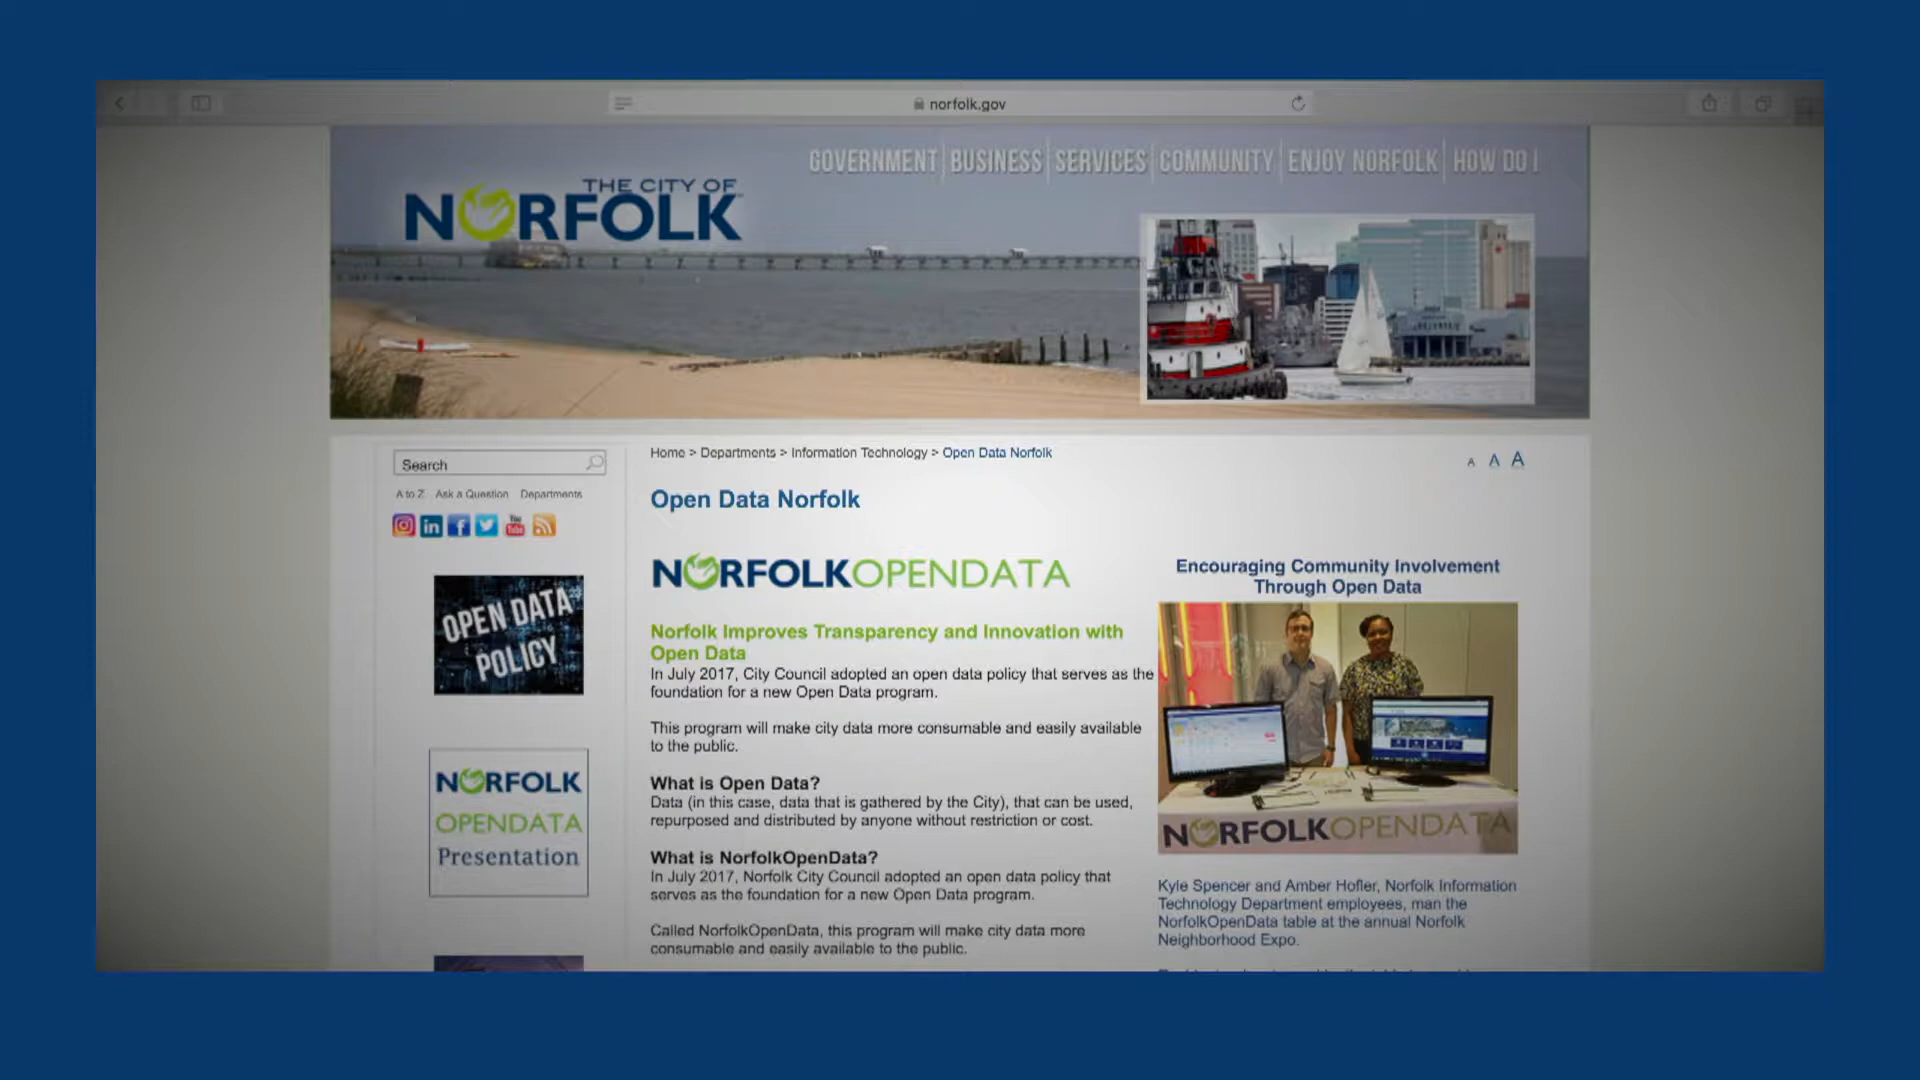 norfolk.gov
GOVERNMENT BUSINESS SERVICES COMMUNITY ENJOY NORFOLK HOW DO I
THE CITY OF
NORFOLK
Search
A to Z Ask a Question Departments
You
Tube
OPEN DATA
POLICY
NORFOLK
OPENDATA
Presentation
Home > Departments > Information Technology > Open Data Norfolk
A A A
Open Data Norfolk
NORFOLKOPENDATA
Norfolk Improves Transparency and Innovation with
Open Data
In July 2017, City Council adopted an open data policy that serves as the
foundation for a new Open Data program.
This program will make city data more consumable and easily available
to the public.
What is Open Data?
Data (in this case, data that is gathered by the City), that can be used,
repurposed and distributed by anyone without restriction or cost.
What is NorfolkOpenData?
In July 2017, Norfolk City Council adopted an open data policy that
serves as the foundation for a new Open Data program.
Called NorfolkOpenData, this program will make city data more
consumable and easily available to the public.
Encouraging Community Involvement
Through Open Data
NORFOLKOPENDATA
Kyle Spencer and Amber Hofler, Norfolk Information
Technology Department employees, man the
NorfolkOpenData table at the annual Norfolk
Neighborhood Expo.